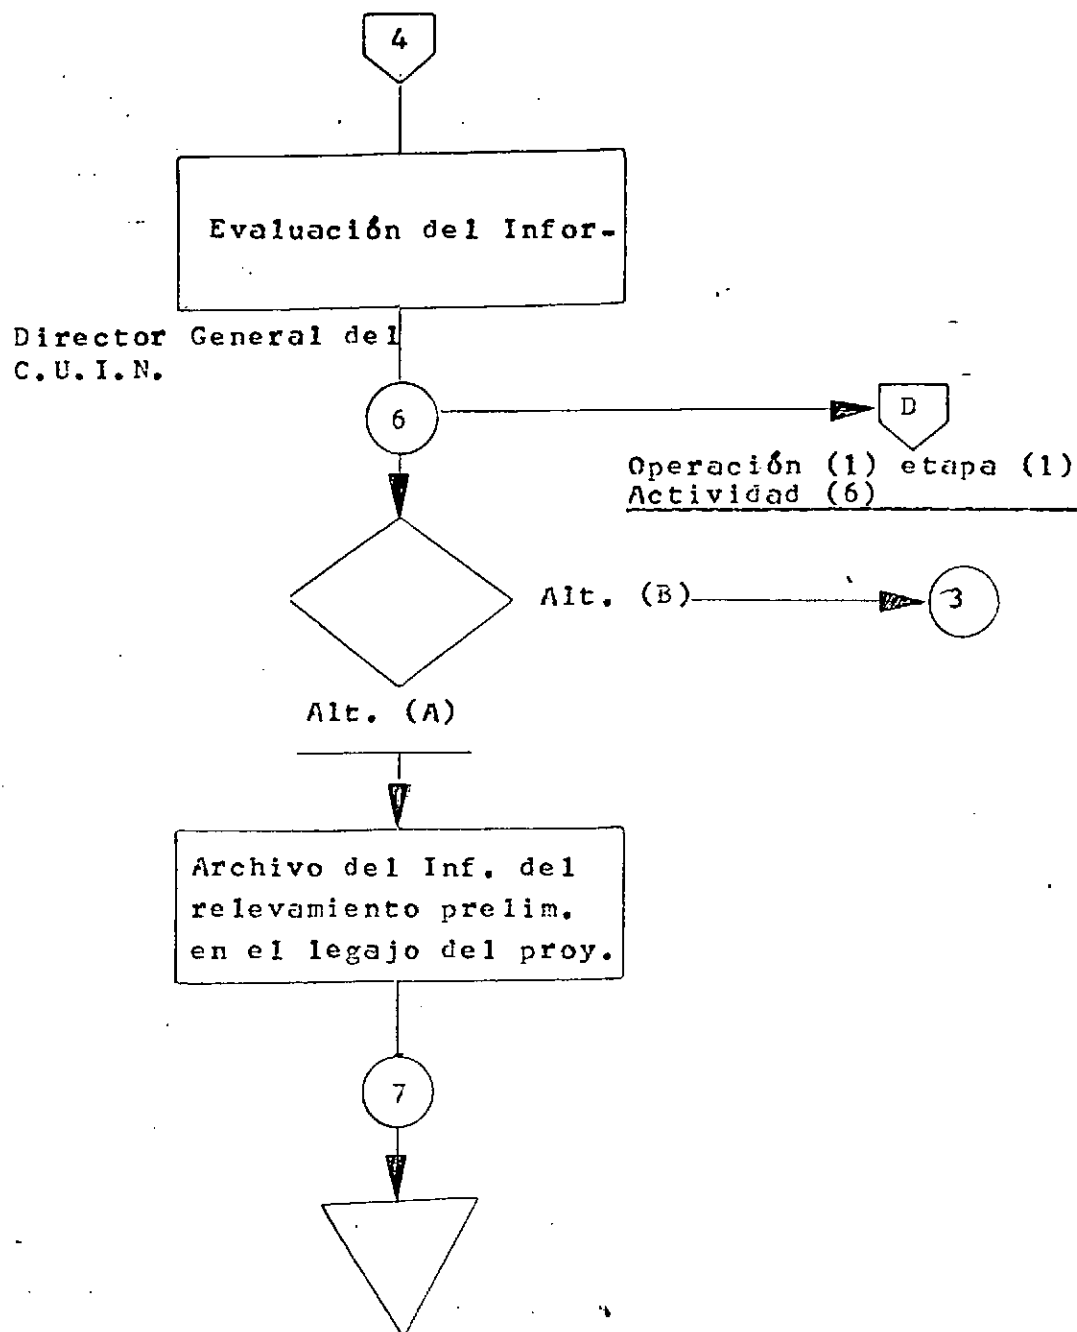 4
Evaluación del Infor-
Director General del
C.U.I.N.
6
D
Operación (1) etapa (1)
Actividad (6)
Alt. (B)
3
Alt. (A)
Archivo del Inf. del
relevamiento prelim.
en el legajo del proy.
7